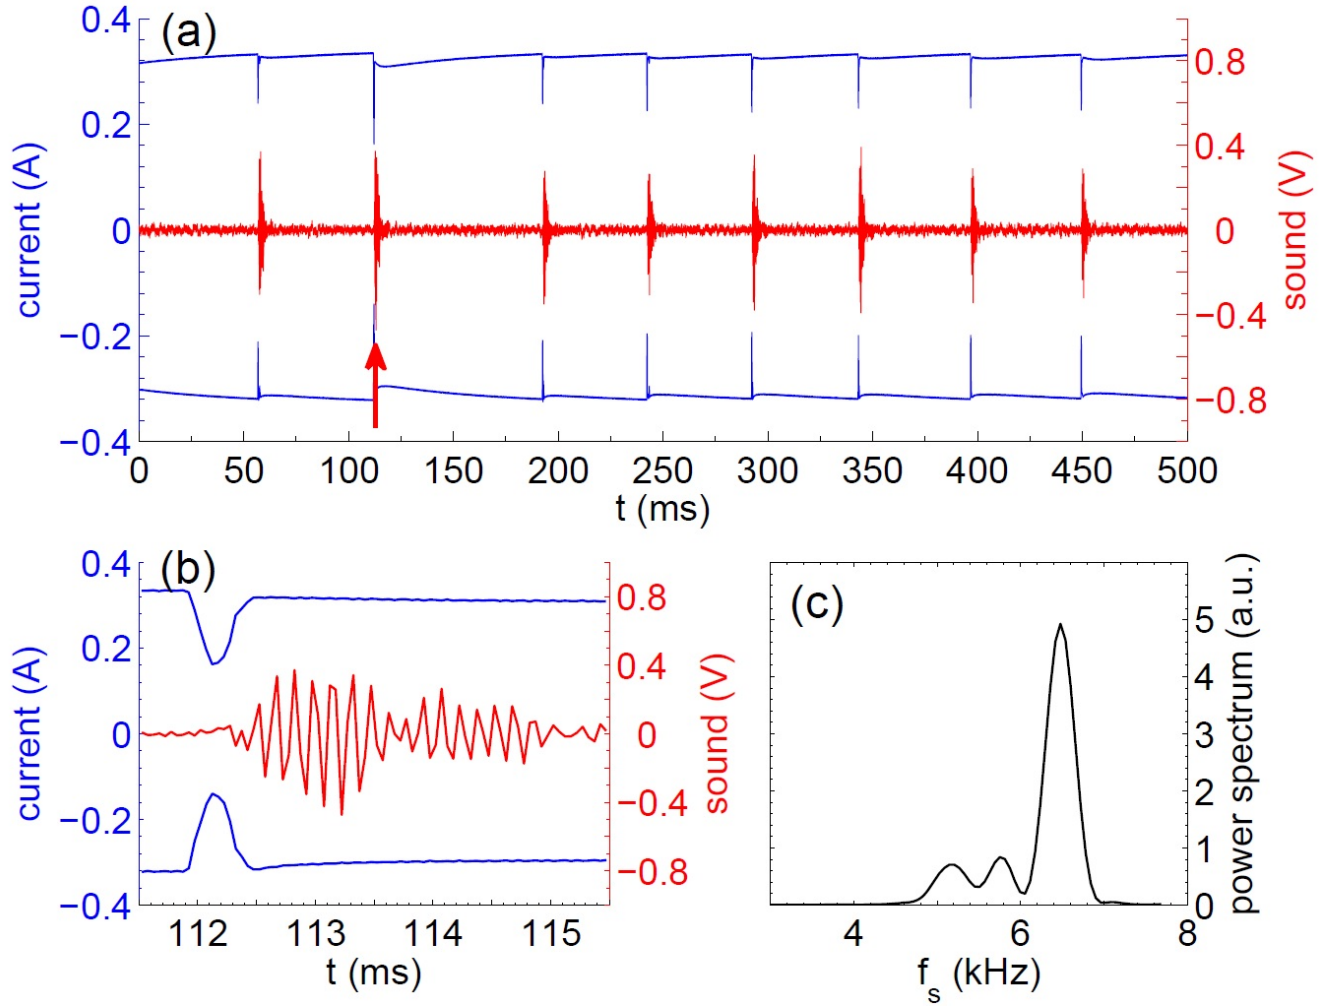 (a)
0.4
0.2
0
−0.2
−0.4
current (A)
0.8
0.4
0
−0.4
−0.8
sound (V)
0 50 100 150 200 250 300 350 400 450 500
t (ms)
(b)
0.4
0.2
0
−0.2
−0.4
current (A)
0.8
0.4
0
−0.4
−0.8
sound (V)
112 113 114 115
t (ms)
(c)
5
4
3
2
1
0
power spectrum (a.u.)
4 6 8
f_s (kHz)